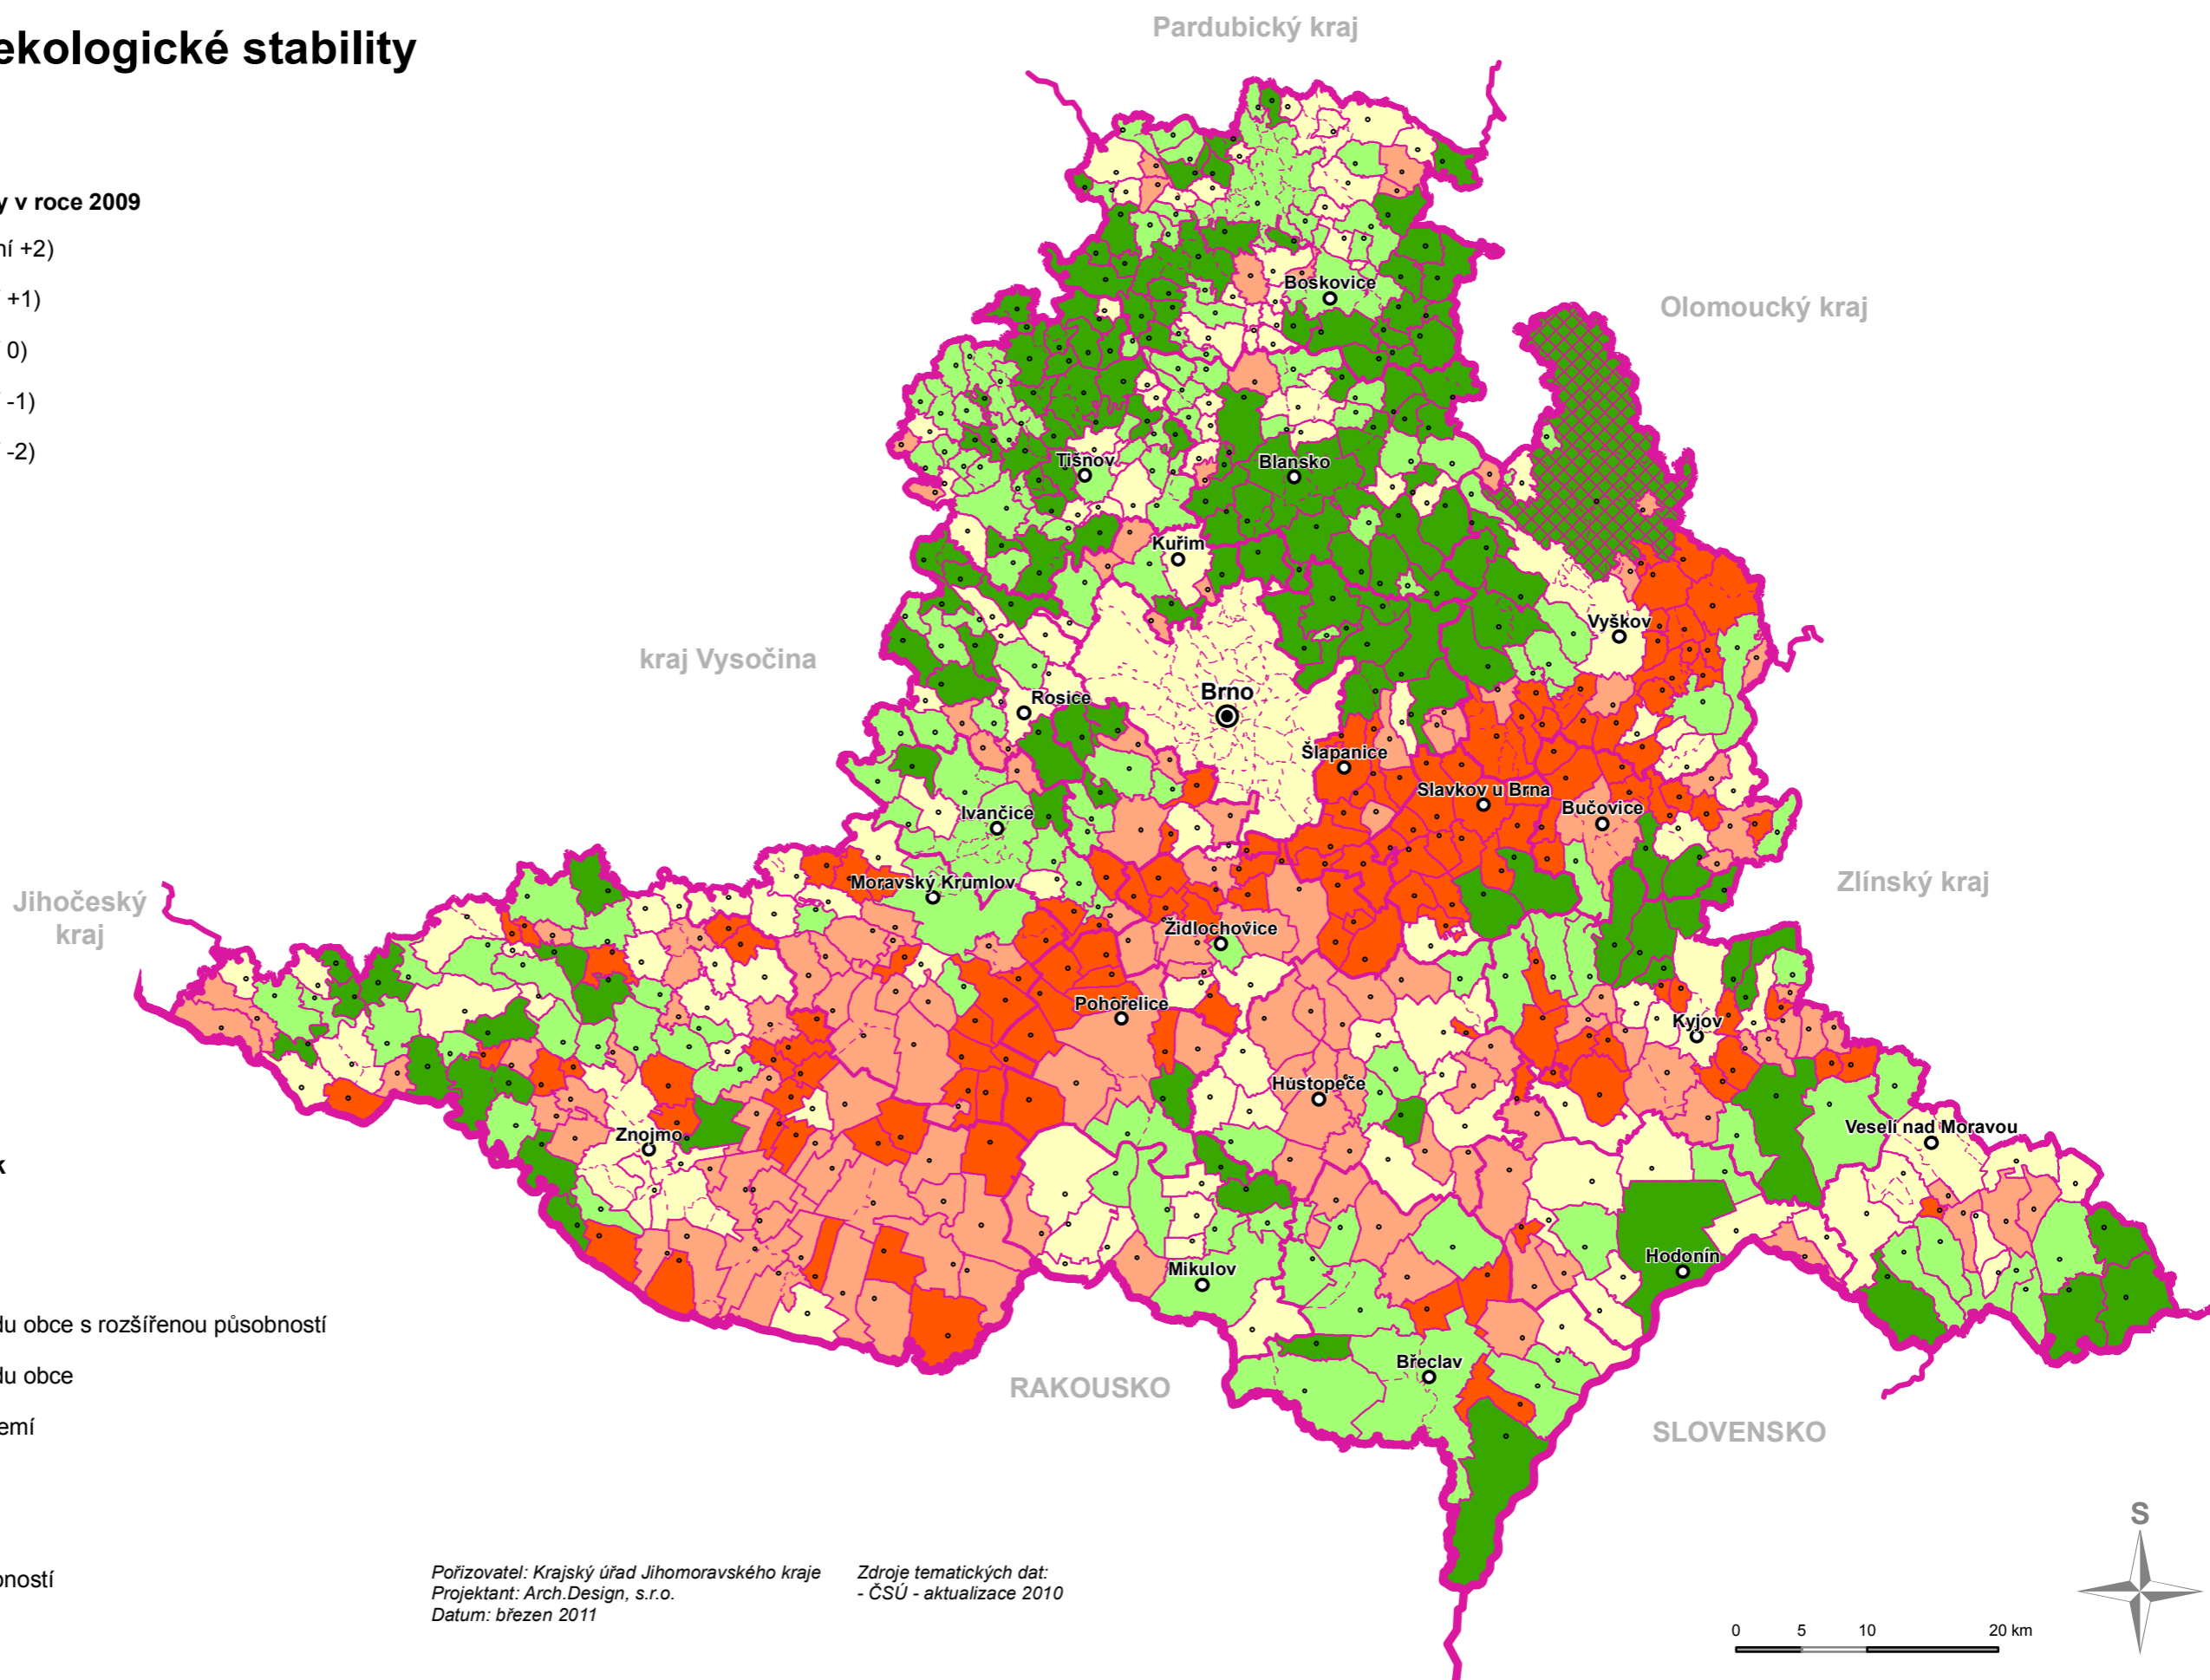 ekologické stability
y v roce 2009
ní +2)
í +1)
í 0)
í -1)
í -2)
k
du obce s rozšířenou působností
du obce
emí
oností
Pardubický kraj
Olomoucký kraj
kraj Vysočina
Jihočeský
kraj
Zlínský kraj
RAKOUSKO
SLOVENSKO
Boskovice
Tišnov
Blansko
Kuřim
Vyškov
Brno
Rosice
Šlapanice
Slavkov u Brna
Bučovice
Ivančice
Moravský Krumlov
Židlochovice
Pohořelice
Kyjov
Hustopeče
Znojmo
Veselí nad Moravou
Mikulov
Hodonín
Břeclav
Pořizovatel: Krajský úřad Jihomoravského kraje
Projektant: Arch.Design, s.r.o.
Datum: březen 2011
Zdroje tematických dat:
- ČSÚ - aktualizace 2010
S
0 5 10 20 km